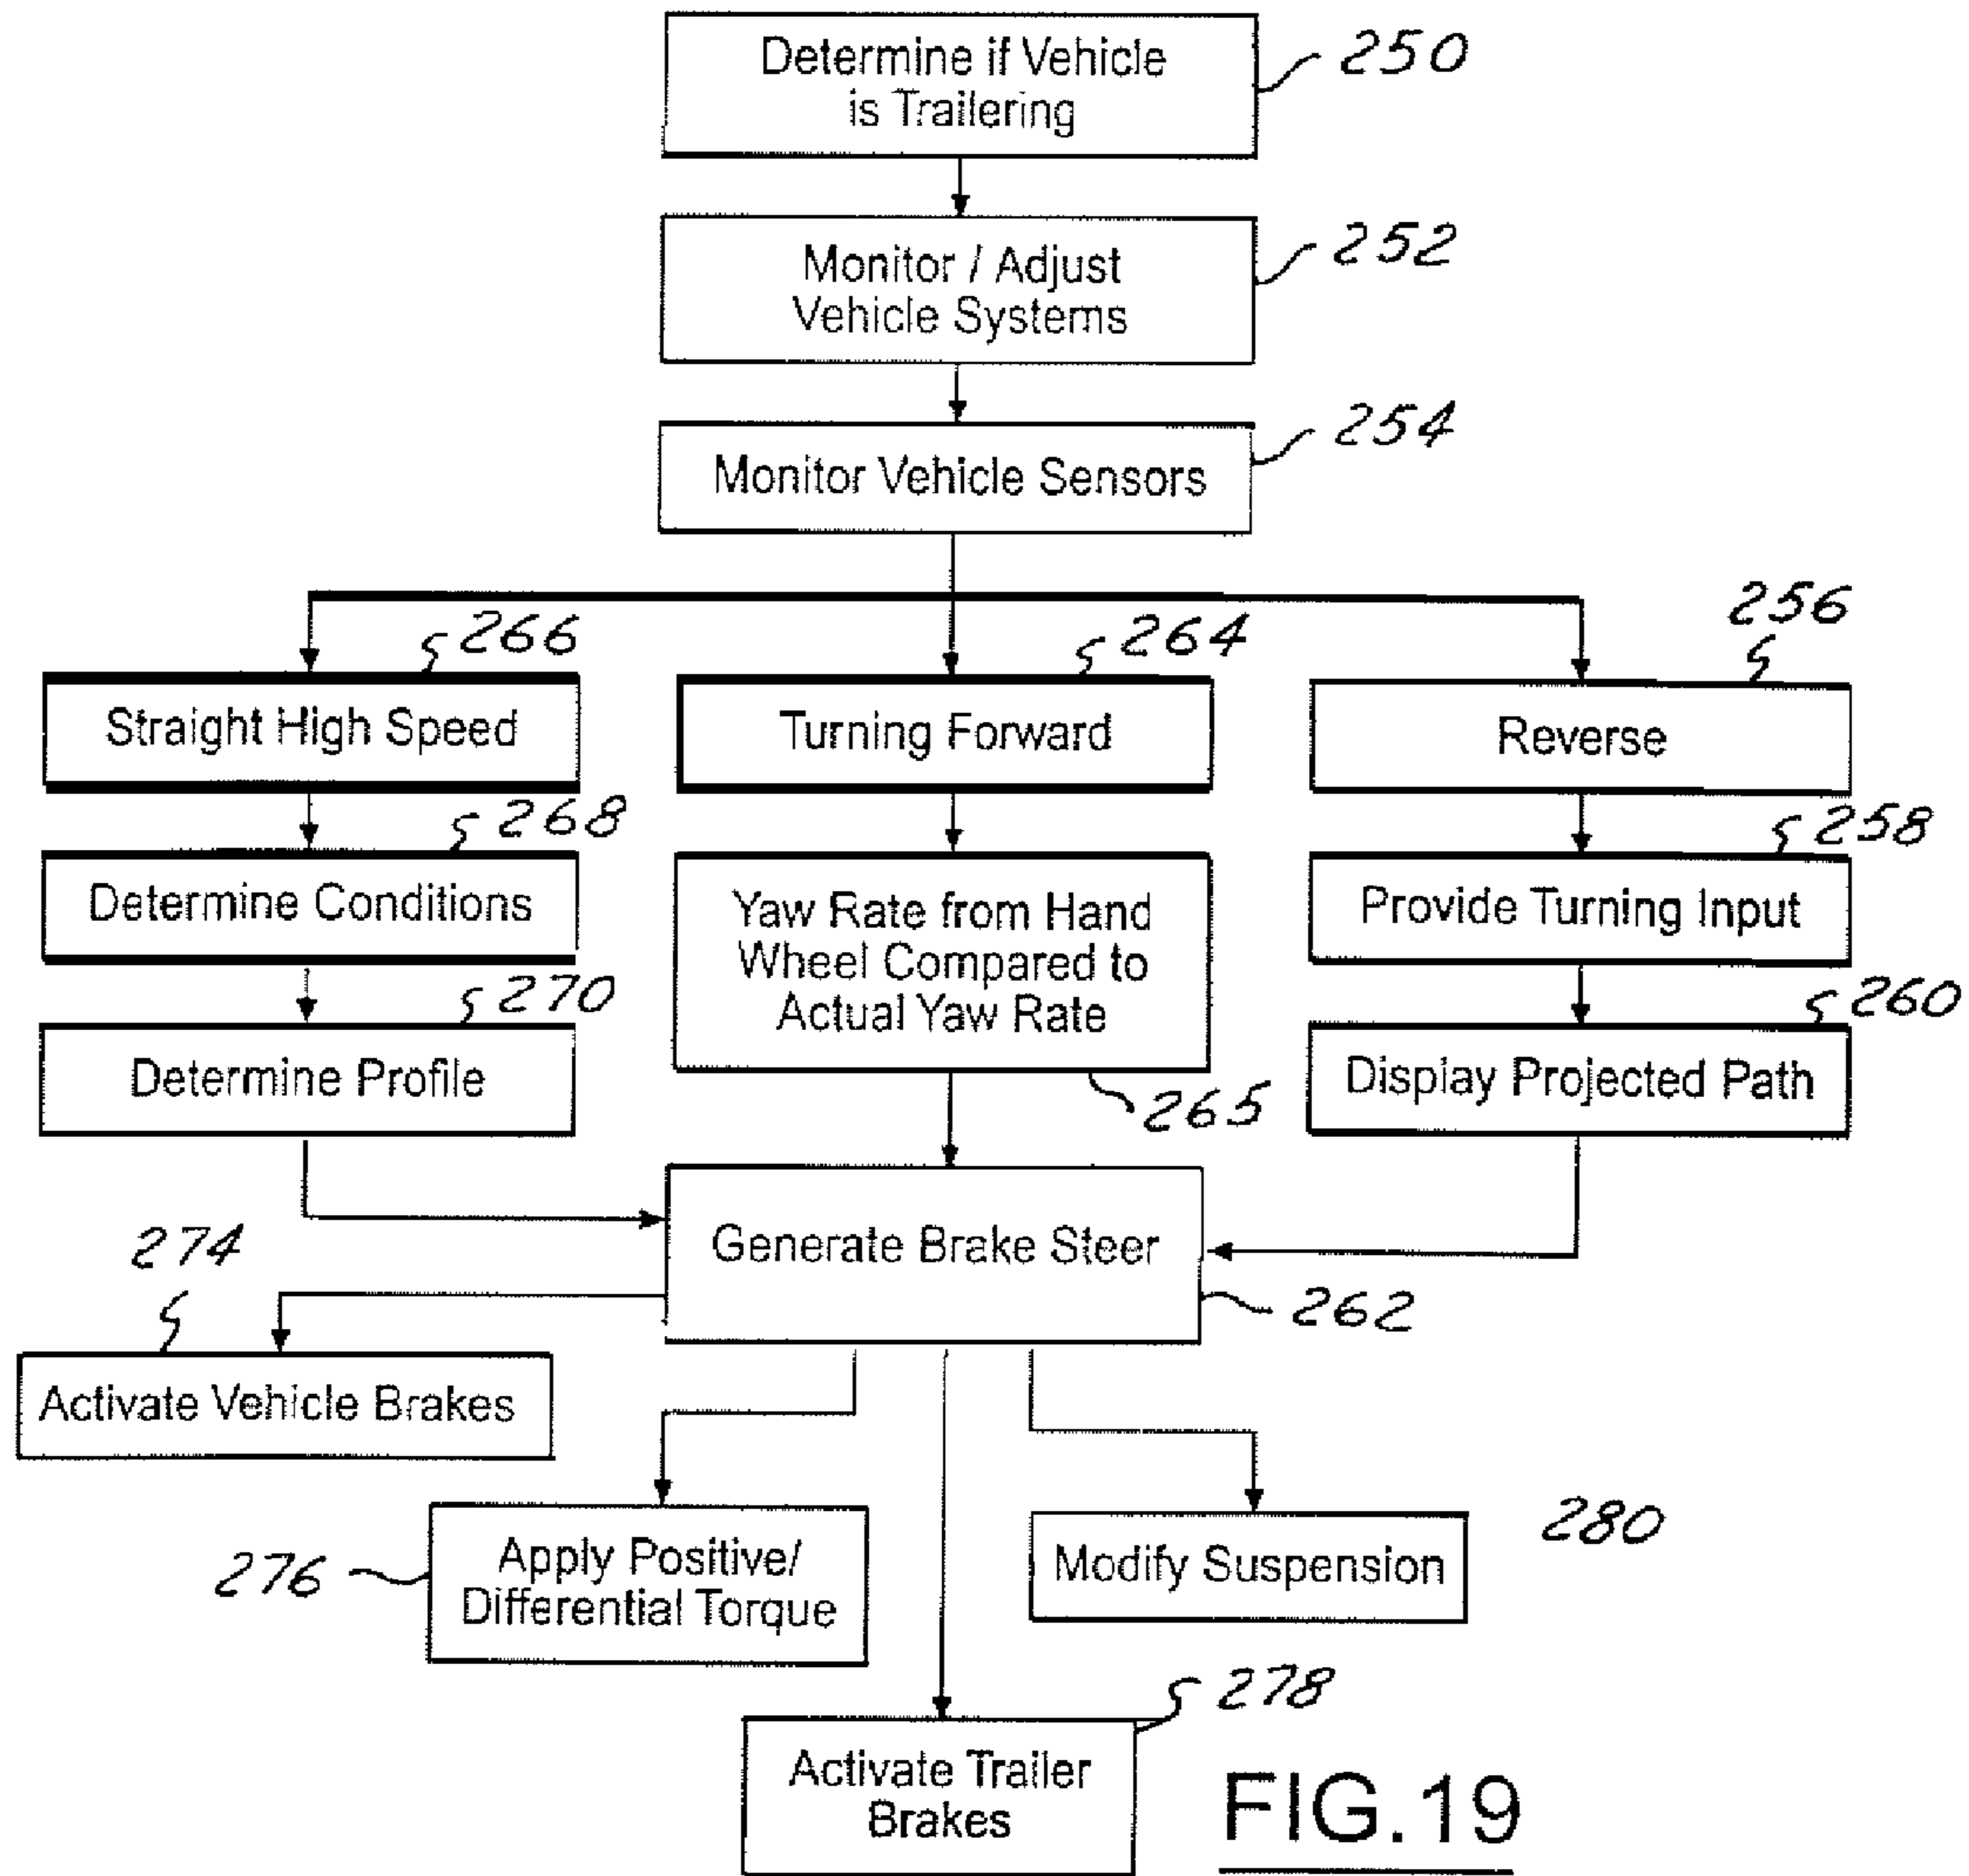 Determine if Vehicle
is Trailering
250
Monitor / Adjust
Vehicle Systems
252
Monitor Vehicle Sensors
254
266
264
256
Straight High Speed
Turning Forward
Reverse
268
258
Determine Conditions
Yaw Rate from Hand
Wheel Compared to
Actual Yaw Rate
265
Provide Turning Input
270
260
Determine Profile
Display Projected Path
Generate Brake Steer
262
274
Activate Vehicle Brakes
276
Apply Positive/
Differential Torque
Modify Suspension
280
278
Activate Trailer
Brakes
FIG.19